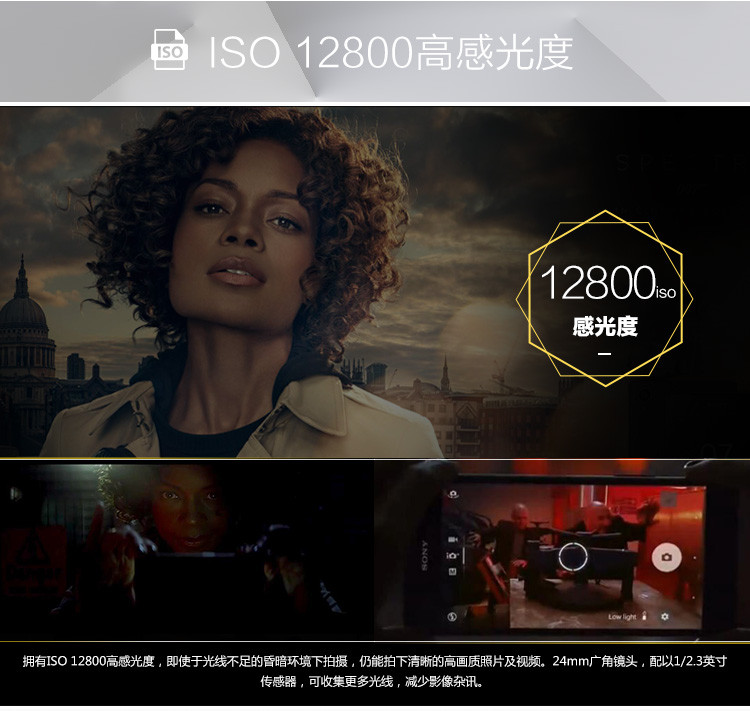 ISO
ISO 12800高感光度
12800iso
感光度
SONY
Low light
拥有ISO 12800高感光度，即使于光线不足的昏暗环境下拍摄，仍能拍下清晰的高画质照片及视频。24mm广角镜头，配以1/2.3英寸
传感器，可收集更多光线，减少影像杂讯。